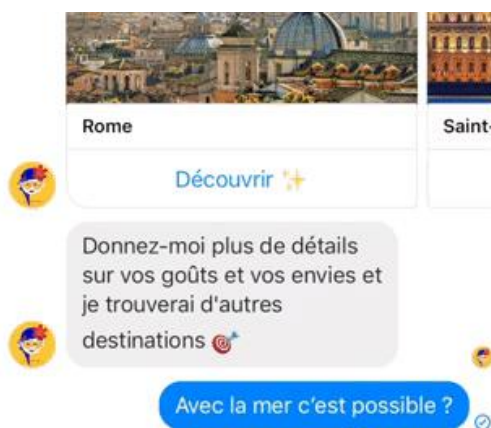 Rome
Saint-
Découvrir ✨
Donnez-moi plus de détails
sur vos goûts et vos envies et
je trouverai d'autres
destinations 🎯
Avec la mer c'est possible ?